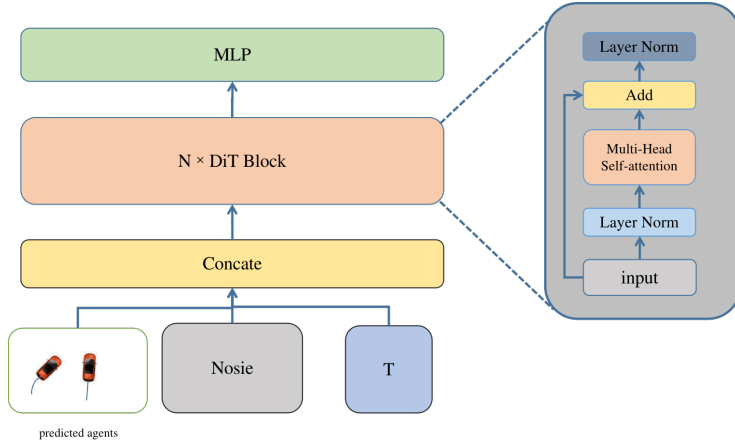 MLP
N × DiT Block
Concate
Nosie
T
predicted agents
Layer Norm
Add
Multi-Head
Self-attention
Layer Norm
input